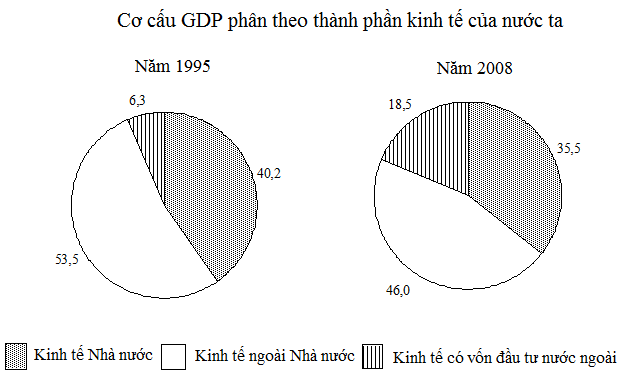 Cơ cấu GDP phân theo thành phần kinh tế của nước ta
Năm 1995
Năm 2008
6,3
40,2
53,5
18,5
35,5
46,0
Kinh tế Nhà nước
Kinh tế ngoài Nhà nước
Kinh tế có vốn đầu tư nước ngoài